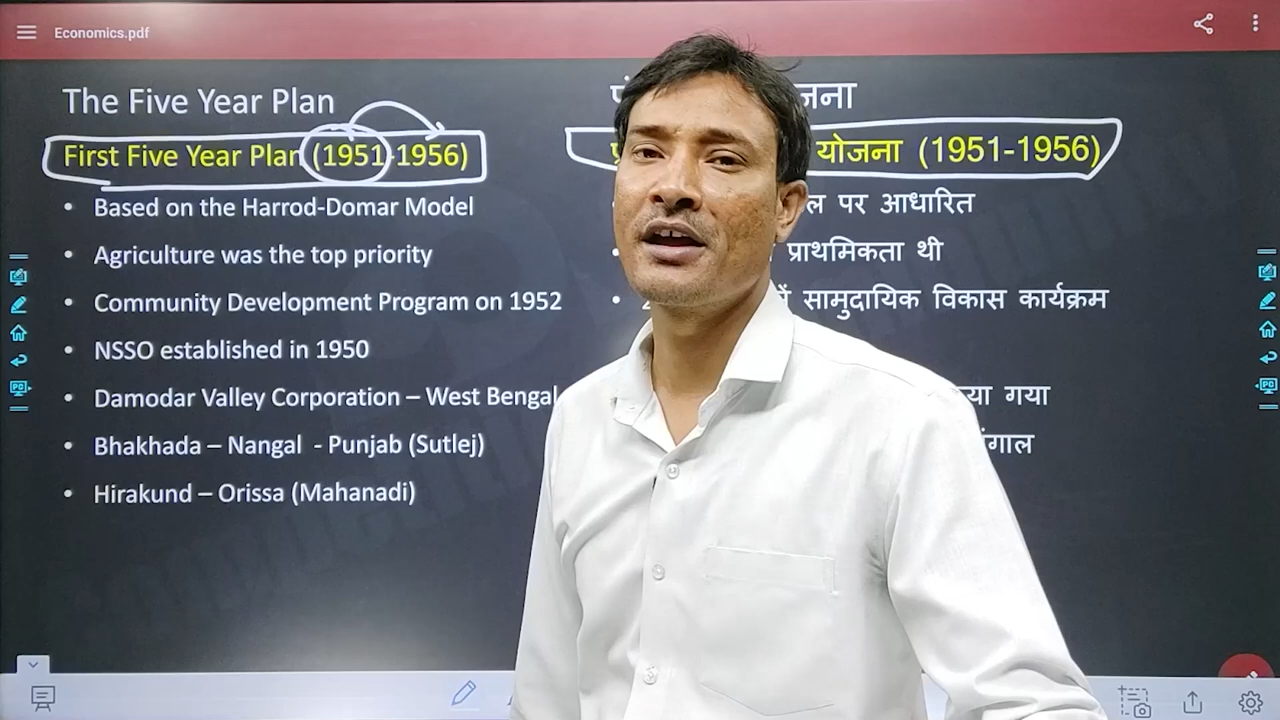 Economics.pdf
The Five Year Plan
First Five Year Plan (1951-1956)
• Based on the Harrod-Domar Model
• Agriculture was the top priority
• Community Development Program on 1952
• NSSO established in 1950
• Damodar Valley Corporation – West Bengal
• Bhakhada – Nangal - Punjab (Sutlej)
• Hirakund – Orissa (Mahanadi)
योजना (1951-1956)
पर आधारित
प्राथमिकता थी
सामुदायिक विकास कार्यक्रम
गया